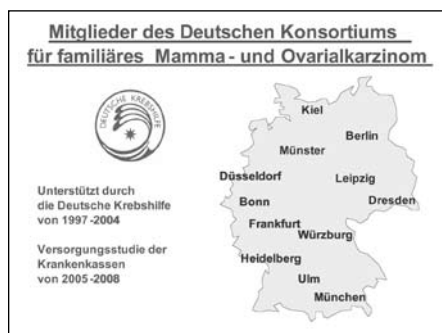 Mitglieder des Deutschen Konsortiums
für familiäres Mamma - und Ovarialkarzinom
DEUTSCHE KREBSHILFE
Kiel
Berlin
Münster
Düsseldorf
Leipzig
Bonn
Dresden
Frankfurt
Würzburg
Heidelberg
Ulm
München
Unterstützt durch
die Deutsche Krebshilfe
von 1997 -2004
Versorgungsstudie der
Krankenkassen
von 2005 -2008